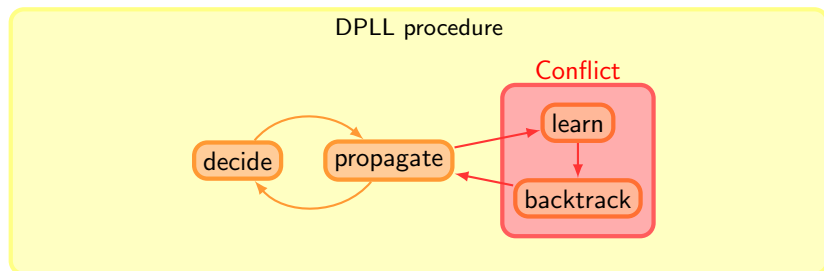 DPLL procedure
Conflict
learn
decide
propagate
backtrack